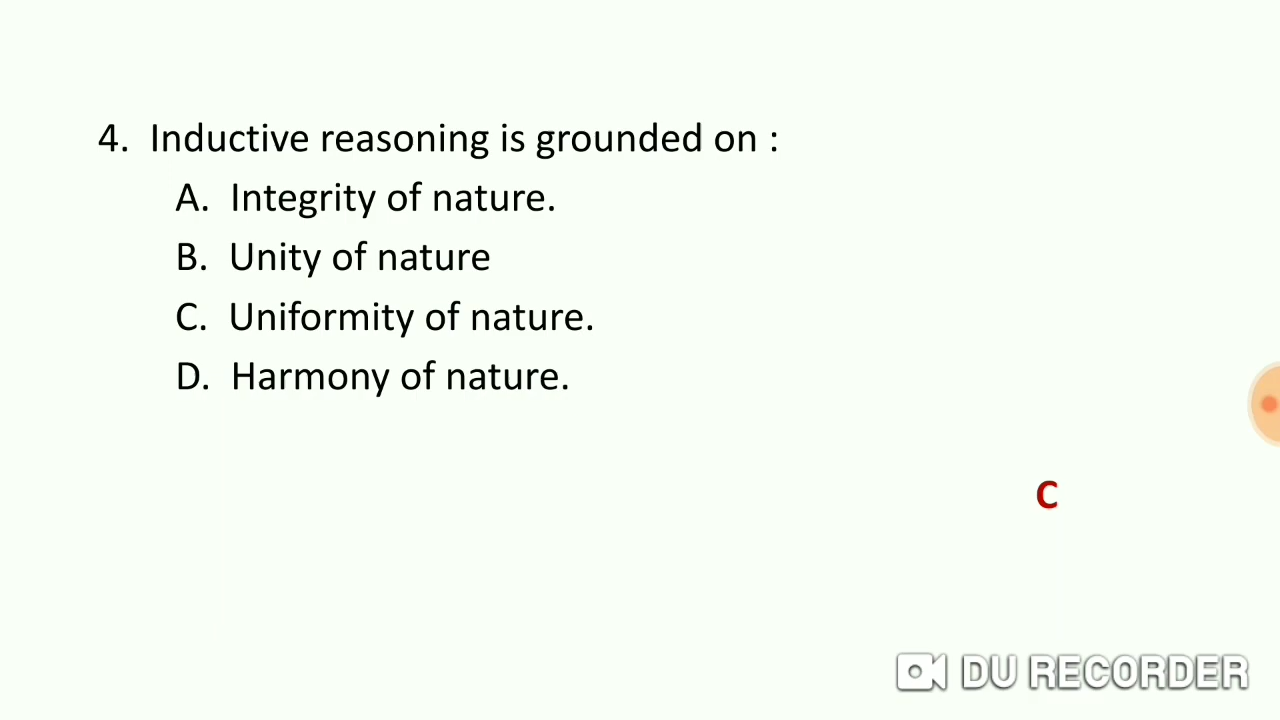 4. Inductive reasoning is grounded on :
A. Integrity of nature.
B. Unity of nature
C. Uniformity of nature.
D. Harmony of nature.
C
DU RECORDER